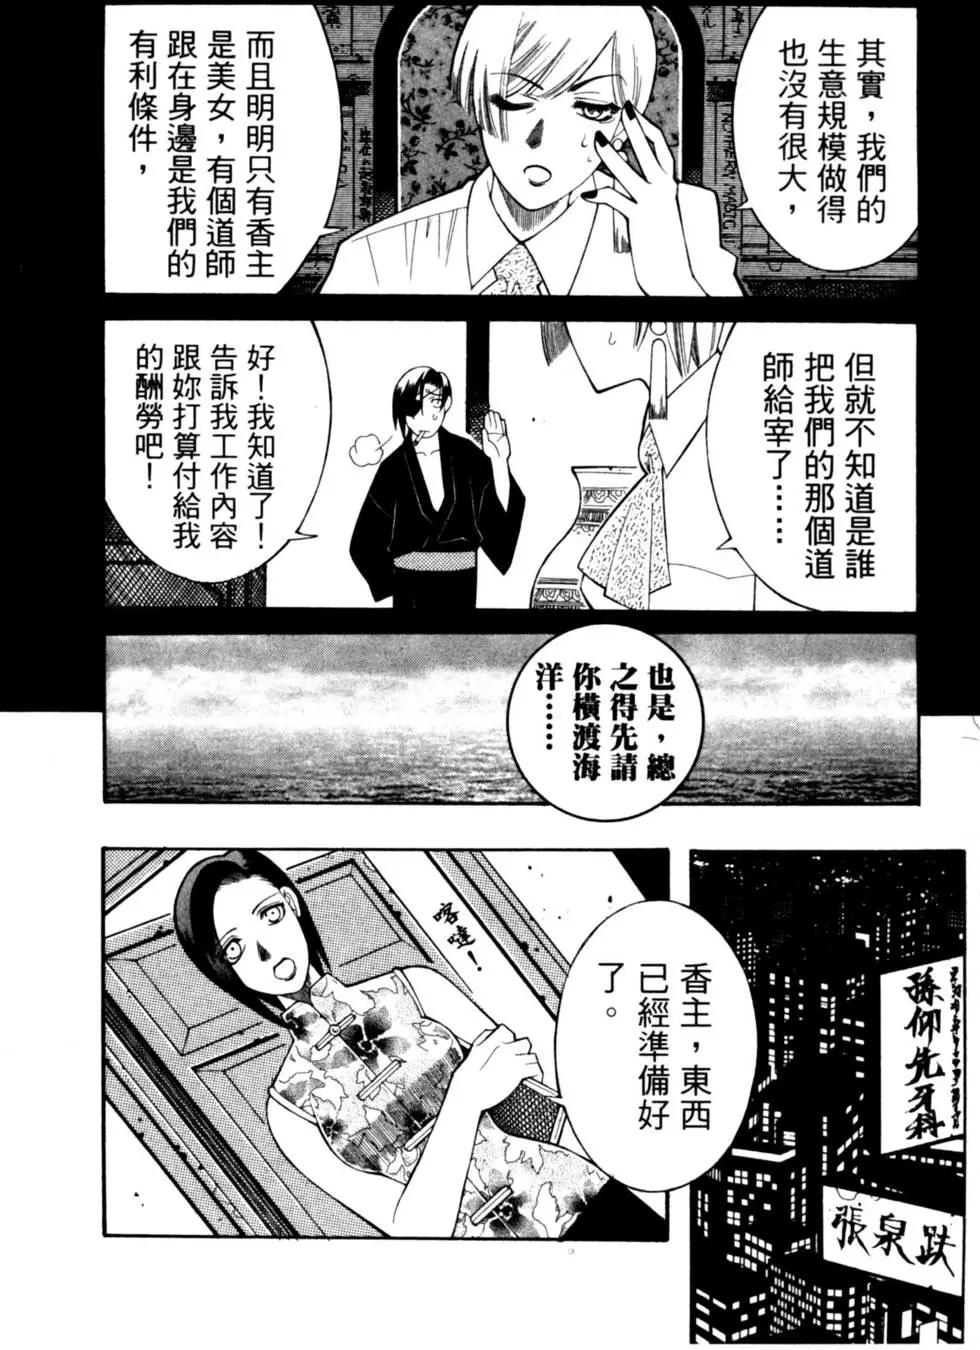 其實，我們的
生意規模做得
也沒有很大，
而且明明只有香主
是美女，有個道師
跟在身邊是我們的
有利條件，
但就不知道是誰
把我們的那個道
師給宰了……
好！我知道了！
告訴我工作內容
跟妳打算付給我
的酬勞吧！
也是，總
之得先請
你橫渡海
洋……
孫仰先牙科
張泉跌
香主，東西
已經準備好
了。
喀噠！